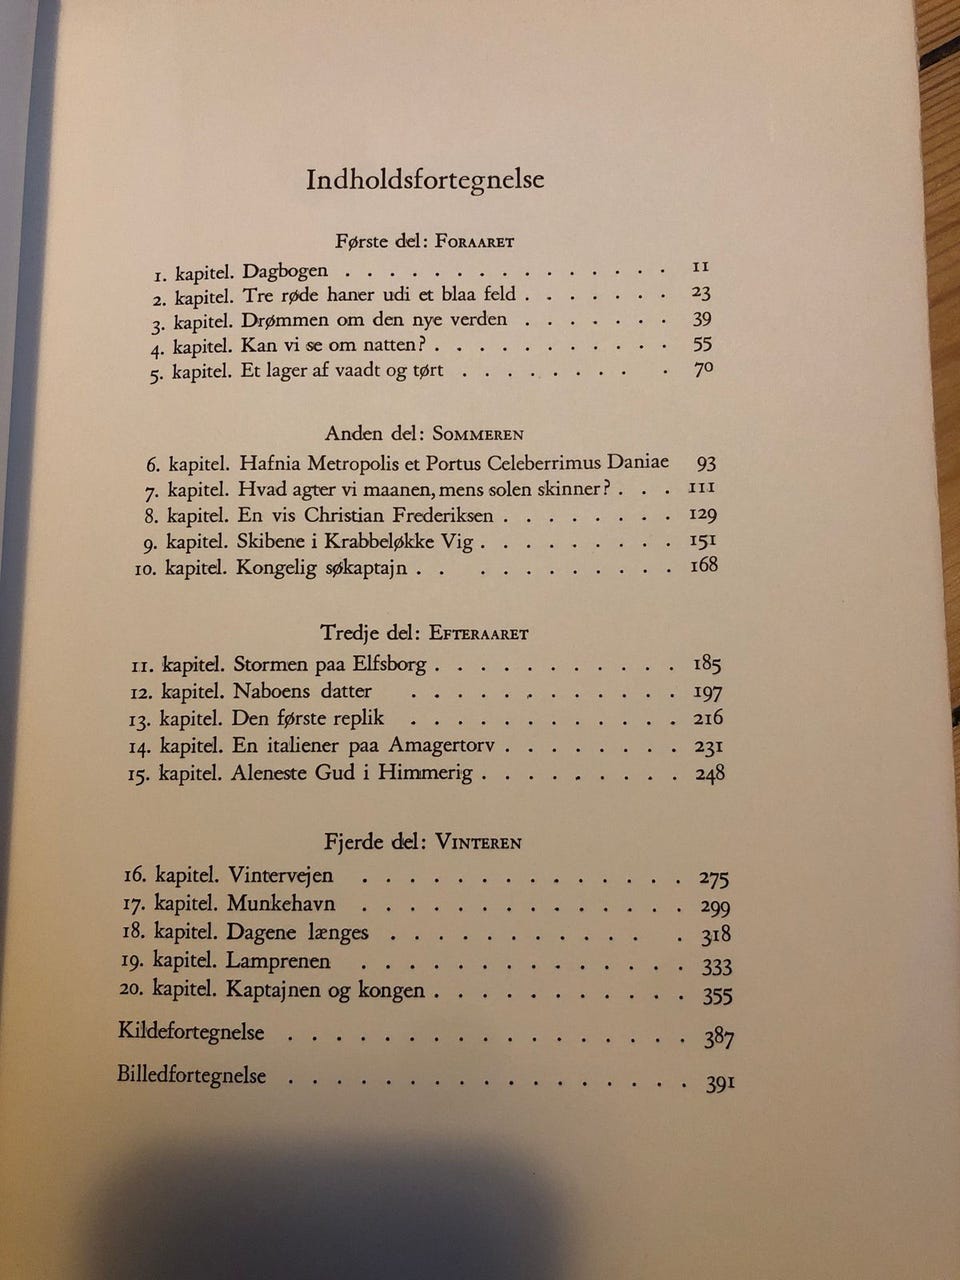 Indholdsfortegnelse
Første del: Foraaret
1. kapitel. Dagbogen . . . . . . . . . . . . . . 11
2. kapitel. Tre røde haner udi et blaa feld . . . . . . . 23
3. kapitel. Drømmen om den nye verden . . . . . . . 39
4. kapitel. Kan vi se om natten? . . . . . . . . . . . 55
5. kapitel. Et lager af vaadt og tørt . . . . . . . . . 70
Anden del: Sommeren
6. kapitel. Hafnia Metropolis et Portus Celeberrimus Daniae 93
7. kapitel. Hvad agter vi maanen, mens solen skinner? . . . 111
8. kapitel. En vis Christian Frederiksen . . . . . . . . 129
9. kapitel. Skibene i Krabbeløkke Vig . . . . . . . . . 151
10. kapitel. Kongelig søkaptajn . . . . . . . . . . . 168
Tredje del: Efteraaret
11. kapitel. Stormen paa Elfsborg . . . . . . . . . . . 185
12. kapitel. Naboens datter . . . . . . . . . . . . 197
13. kapitel. Den første replik . . . . . . . . . . . . 216
14. kapitel. En italiener paa Amagertorv . . . . . . . . 231
15. kapitel. Aleneste Gud i Himmerig . . . . . . . . . 248
Fjerde del: Vinteren
16. kapitel. Vintervejen . . . . . . . . . . . . . . 275
17. kapitel. Munkehavn . . . . . . . . . . . . . . 299
18. kapitel. Dagene længes . . . . . . . . . . . 318
19. kapitel. Lamprenen . . . . . . . . . . . . . . 333
20. kapitel. Kaptajnen og kongen . . . . . . . . . . . 355
Kildefortegnelse . . . . . . . . . . . . . . . . . 387
Billedfortegnelse . . . . . . . . . . . . . . . . . 391